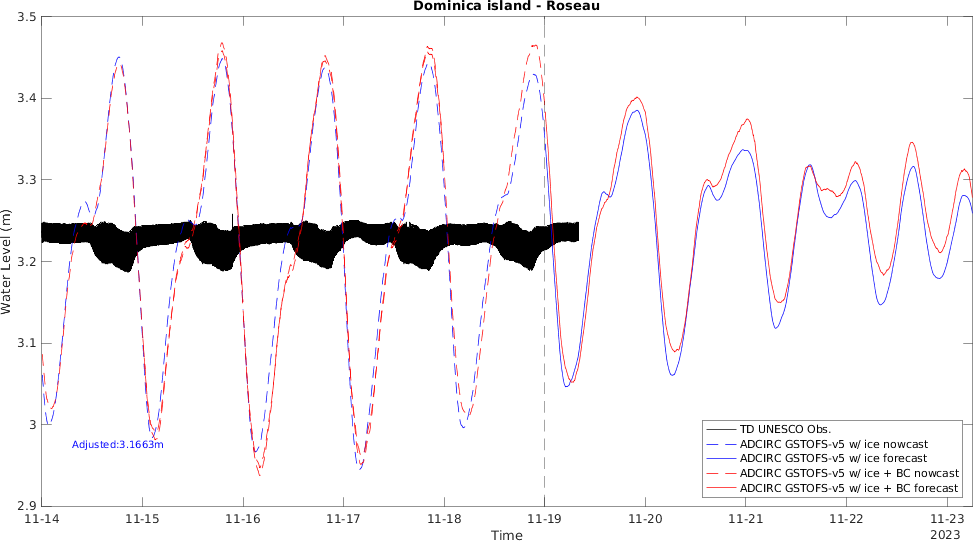 Dominica island - Roseau
3.5
3.4
3.3
3.2
3.1
3
2.9
Water Level (m)
Adjusted:3.1663m
TD UNESCO Obs.
ADCIRC GSTOFS-v5 w/ ice nowcast
ADCIRC GSTOFS-v5 w/ ice forecast
ADCIRC GSTOFS-v5 w/ ice + BC nowcast
ADCIRC GSTOFS-v5 w/ ice + BC forecast
11-14 11-15 11-16 11-17 11-18 11-19 11-20 11-21 11-22 11-23
Time
2023